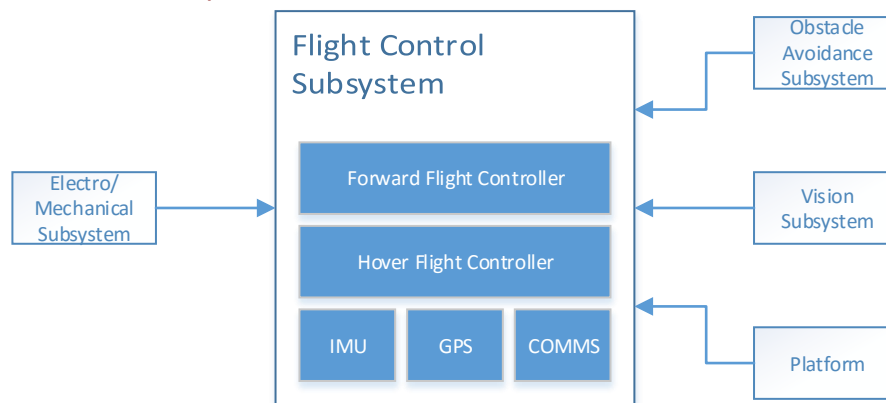 Flight Control
Subsystem
Obstacle
Avoidance
Subsystem
Forward Flight Controller
Electro/
Mechanical
Subsystem
Vision
Subsystem
Hover Flight Controller
IMU
GPS
COMMS
Platform